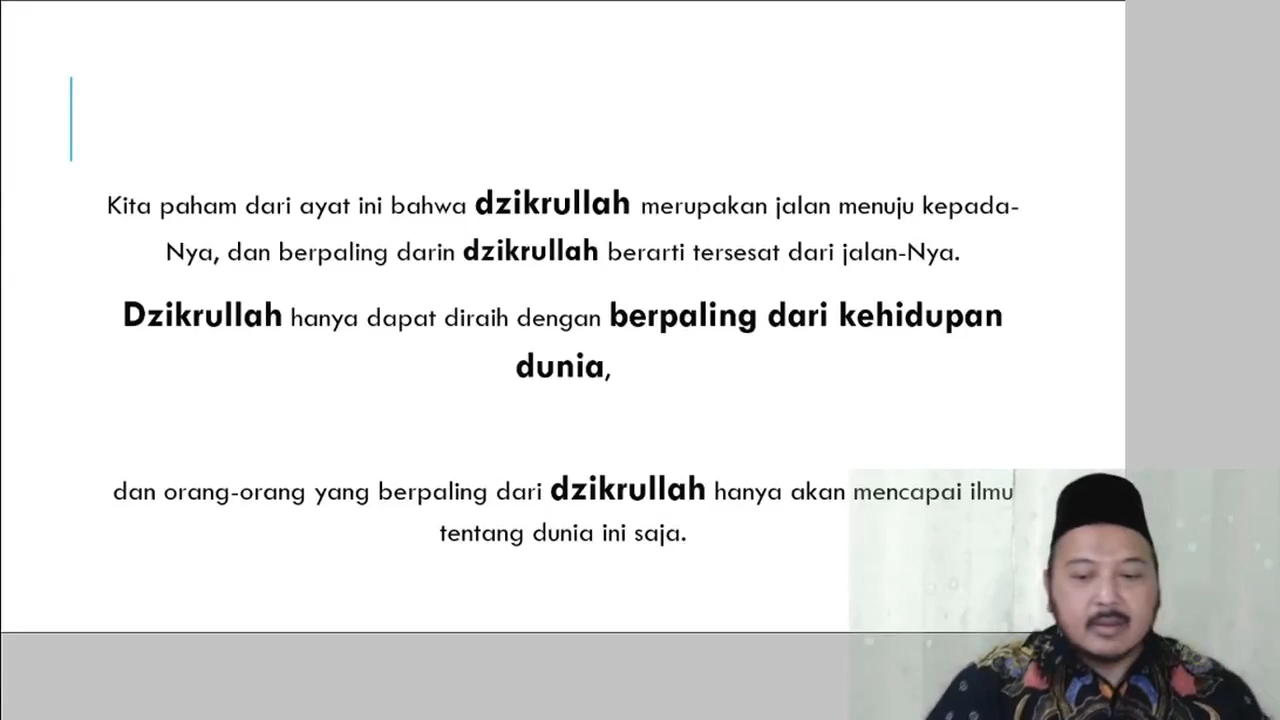 Kita paham dari ayat ini bahwa dzikrullah merupakan jalan menuju kepada-
Nya, dan berpaling darin dzikrullah berarti tersesat dari jalan-Nya.
Dzikrullah hanya dapat diraih dengan berpaling dari kehidupan
dunia,
dan orang-orang yang berpaling dari dzikrullah hanya akan mencapai ilmu
tentang dunia ini saja.